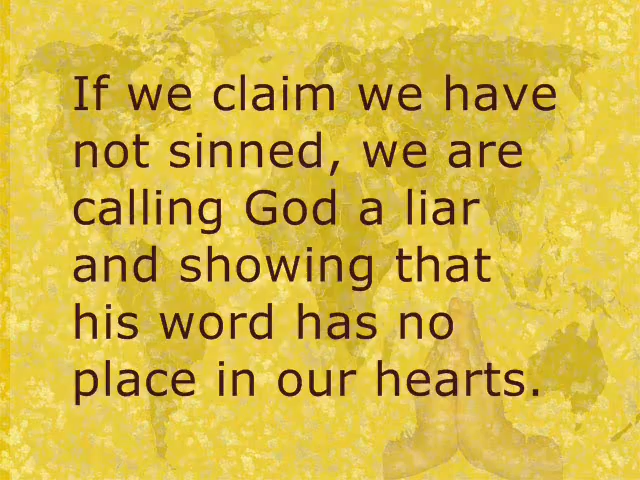 If we claim we have
not sinned, we are
calling God a liar
and showing that
his word has no
place in our hearts.